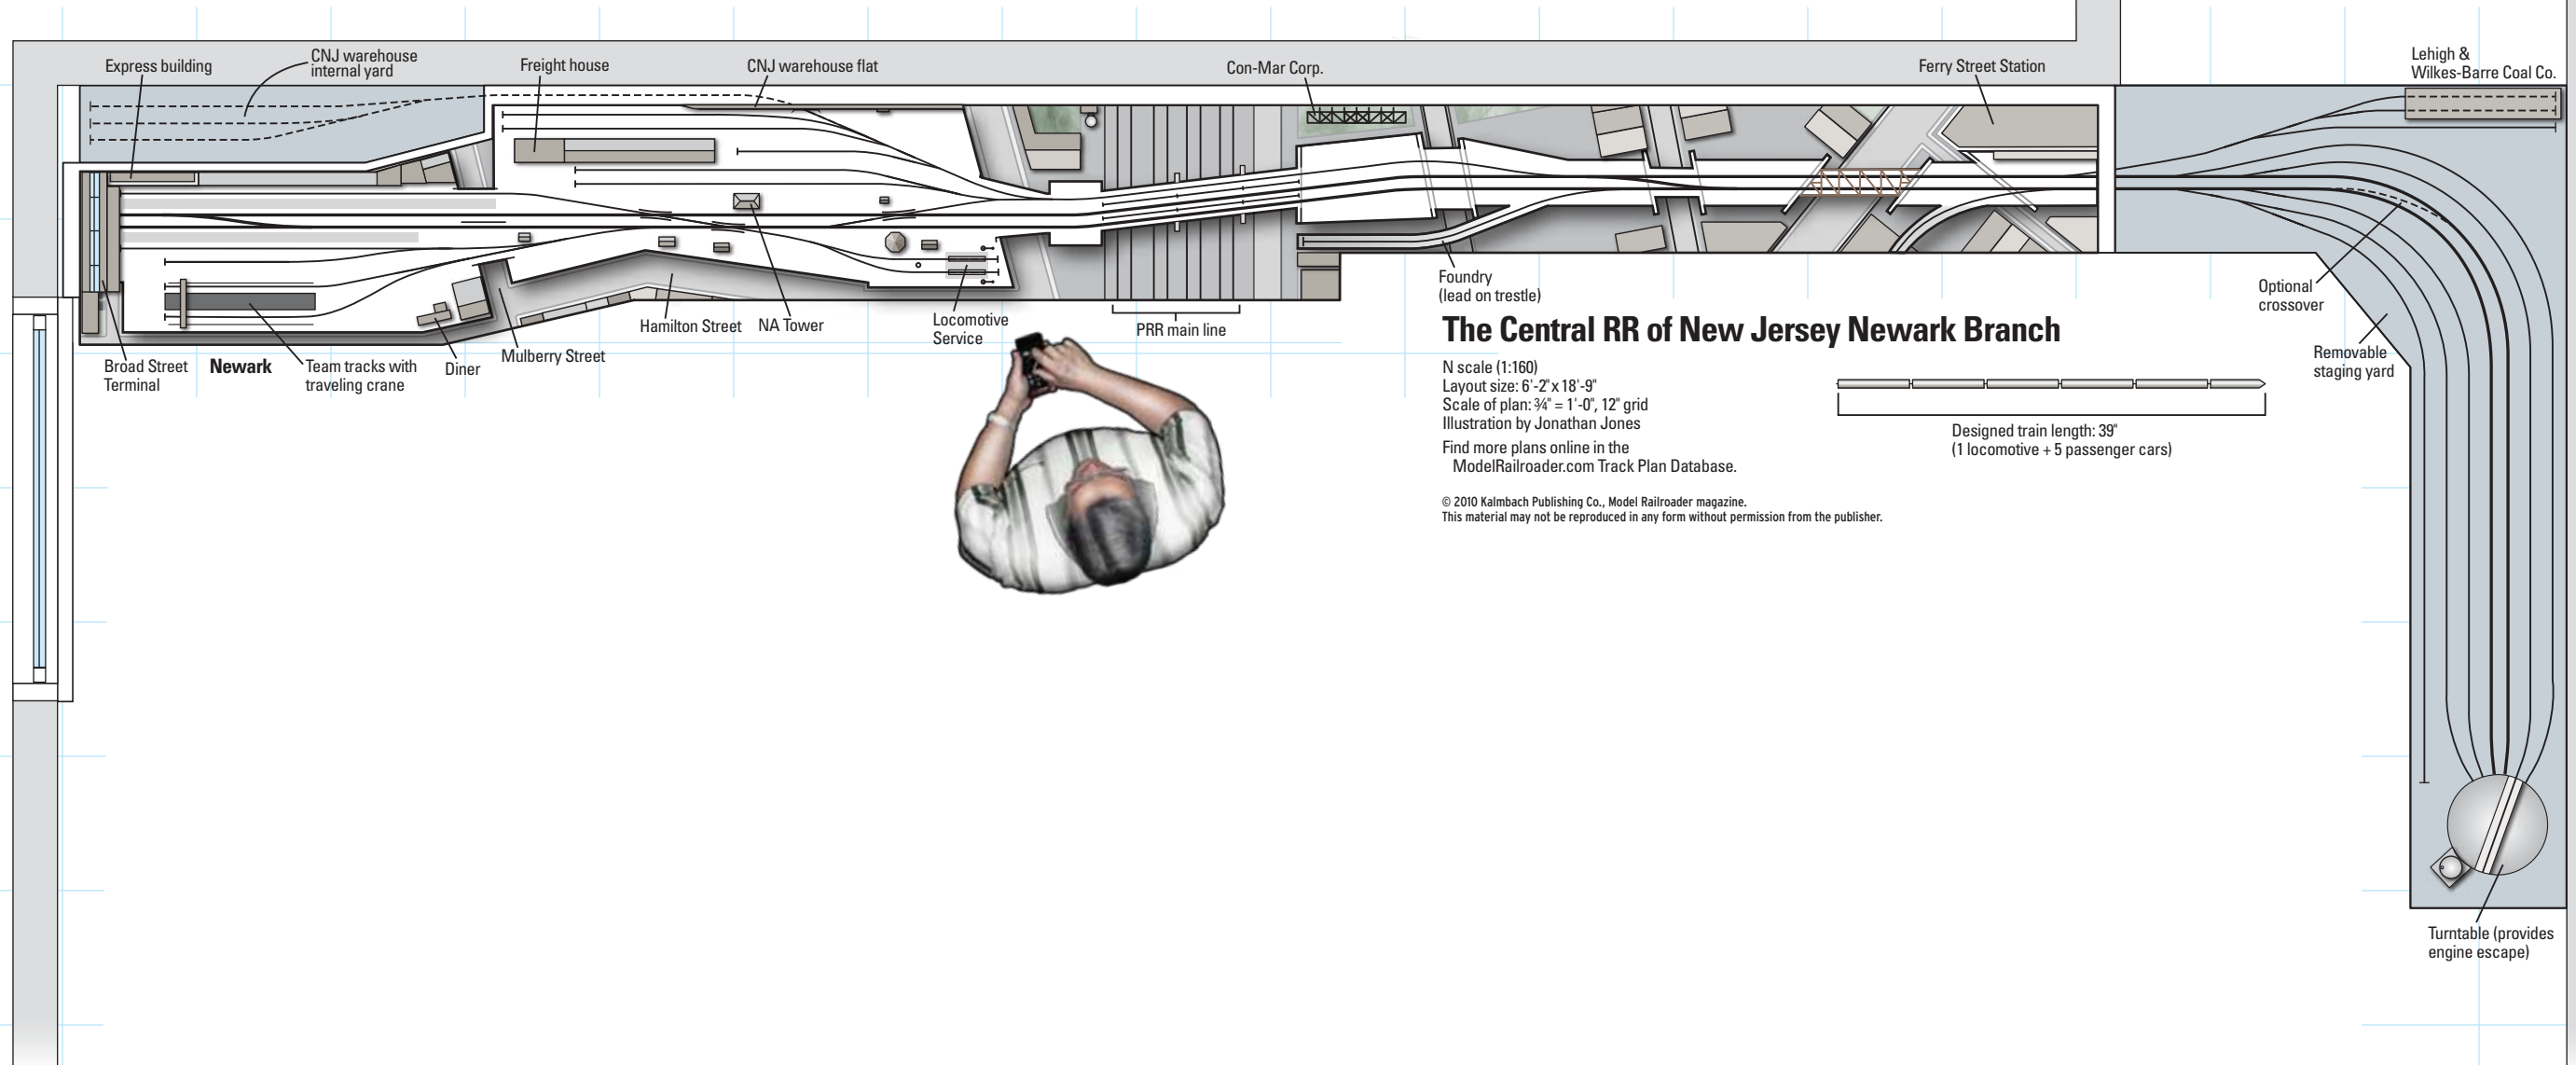 Express building
CNJ warehouse
internal yard
Freight house
CNJ warehouse flat
Con-Mar Corp.
Ferry Street Station
Lehigh &
Wilkes-Barre Coal Co.
Broad Street
Terminal
Newark
Team tracks with
traveling crane
Diner
Mulberry Street
Hamilton Street
NA Tower
Locomotive
Service
PRR main line
Foundry
(lead on trestle)
Optional
crossover
Removable
staging yard
The Central RR of New Jersey Newark Branch
N scale (1:160)
Layout size: 6'-2" x 18'-9"
Scale of plan: ¾" = 1'-0", 12" grid
Illustration by Jonathan Jones
Find more plans online in the
ModelRailroader.com Track Plan Database.
© 2010 Kalmbach Publishing Co., Model Railroader magazine.
This material may not be reproduced in any form without permission from the publisher.
Designed train length: 39"
(1 locomotive + 5 passenger cars)
Turntable (provides
engine escape)